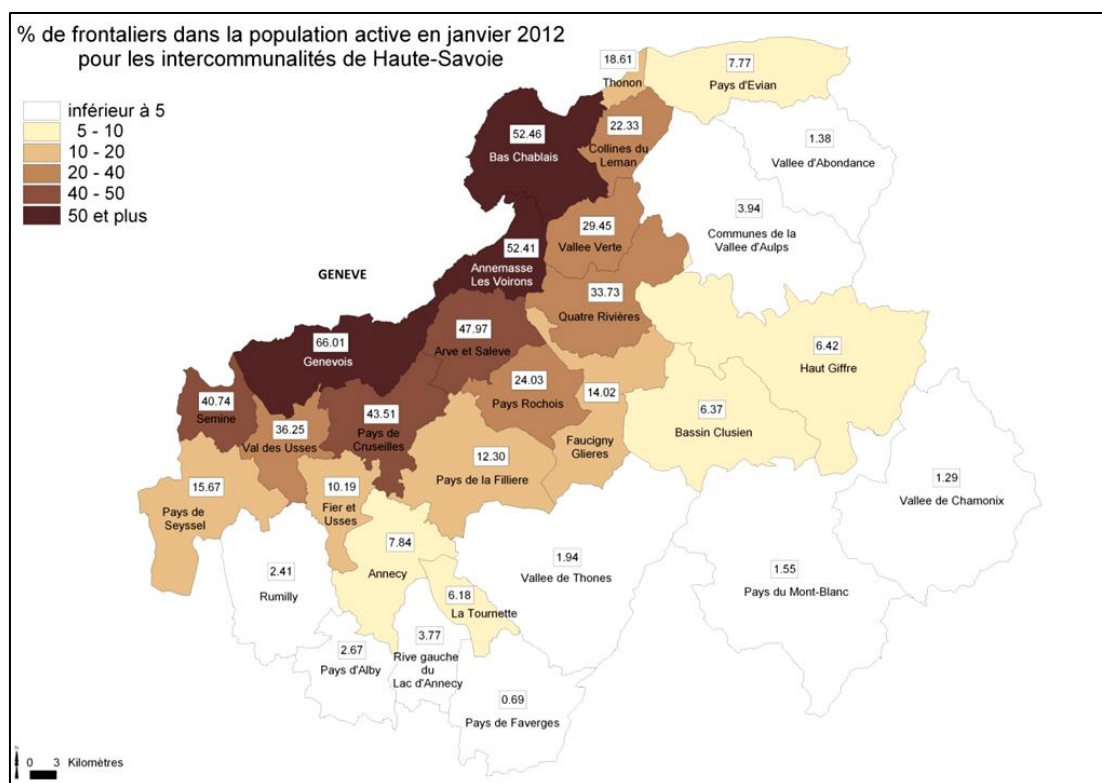 % de frontaliers dans la population active en janvier 2012
pour les intercommunalités de Haute-Savoie
inférieur à 5
5 - 10
10 - 20
20 - 40
40 - 50
50 et plus
18.61
Thonon
7.77
Pays d'Evian
52.46
Bas Chablais
22.33
Collines du
Leman
1.38
Vallee d'Abondance
3.94
Communes de la
Vallee d'Aulps
29.45
Vallee Verte
52.41
Annemasse
Les Voirons
GENEVE
33.73
Quatre Rivières
47.97
Arve et Saleve
66.01
Genevois
6.42
Haut Giffre
24.03
Pays Rochois
14.02
Faucigny
Glieres
6.37
Bassin Clusien
40.74
Semine
36.25
Val des Usses
43.51
Pays de
Cruseilles
12.30
Pays de la Filliere
1.29
Vallee de Chamonix
15.67
Pays de
Seyssel
10.19
Fier et
Usses
7.84
Annecy
1.94
Vallee de Thones
1.55
Pays du Mont-Blanc
2.41
Rumilly
6.18
La Tournette
2.67
Pays d'Alby
3.77
Rive gauche
du
Lac d'Annecy
0.69
Pays de Faverges
N
0 3 Kilomètres